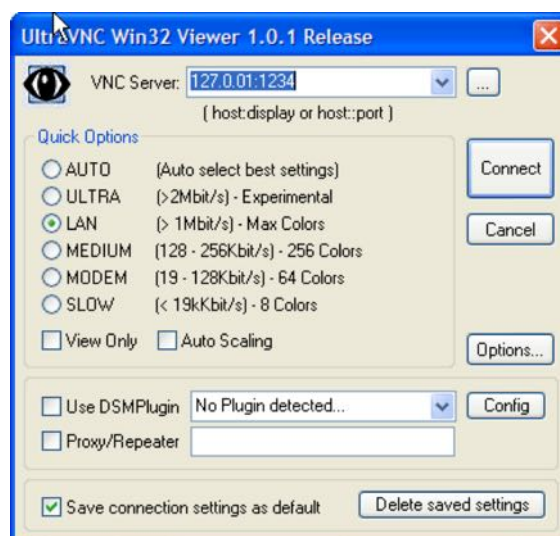 UltraVNC Win32 Viewer 1.0.1 Release
VNC Server: 127.0.01:1234 ...
( host:display or host::port )
Quick Options
AUTO (Auto select best settings)
ULTRA (>2Mbit/s) - Experimental
LAN (> 1Mbit/s) - Max Colors
MEDIUM (128 - 256Kbit/s) - 256 Colors
MODEM (19 - 128Kbit/s) - 64 Colors
SLOW (< 19kKbit/s) - 8 Colors
View Only Auto Scaling
Connect
Cancel
Options...
Use DSMPlugin No Plugin detected... Config
Proxy/Repeater
Save connection settings as default Delete saved settings